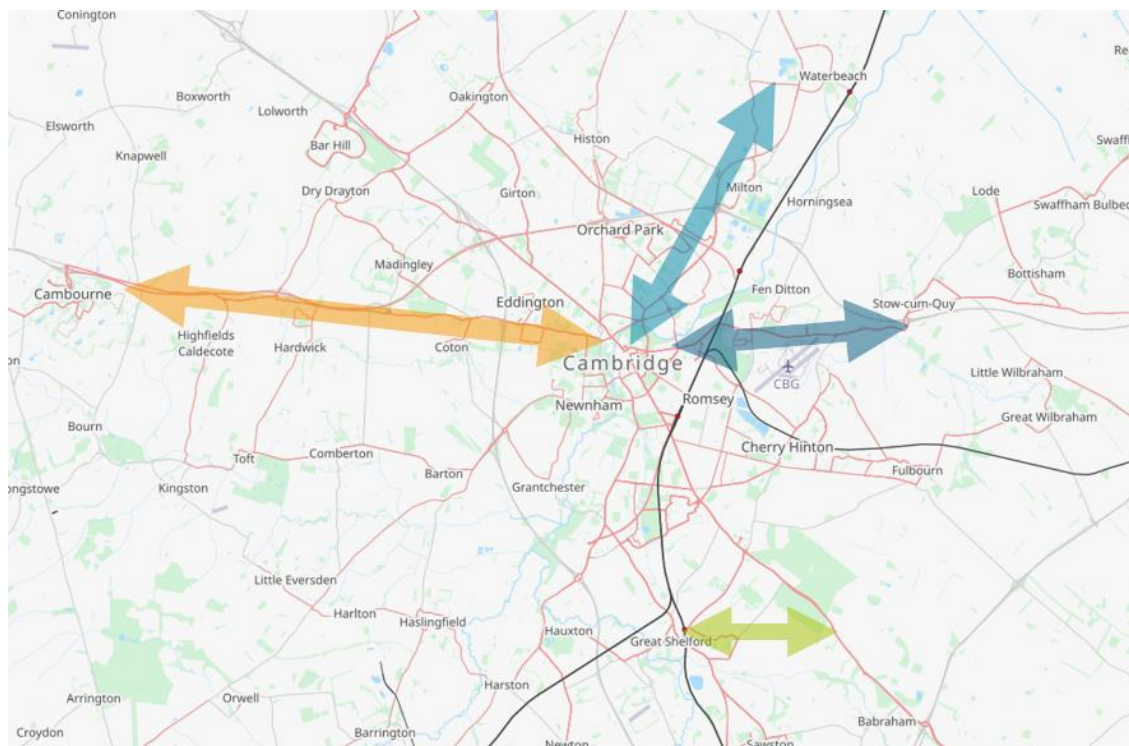 Conington
Boxworth
Elsworth
Lolworth
Oakington
Waterbeach
Knapwell
Bar Hill
Histon
Dry Drayton
Girton
Milton
Horningsea
Lode
Swaffham Bulbec
Orchard Park
Madingley
Bottisham
Cambourne
Eddington
Fen Ditton
Stow-cum-Quy
Highfields
Caldecote
Hardwick
Coton
Cambridge
CBG
Little Wilbraham
Newnham
Romsey
Great Wilbraham
Bourn
Toft
Comberton
Barton
Cherry Hinton
Fulbourn
ongstowe
Kingston
Grantchester
Little Eversden
Harlton
Haslingfield
Hauxton
Great Shelford
Harston
Arrington
Orwell
Croydon
Barrington
Newton
Sawston
Babraham